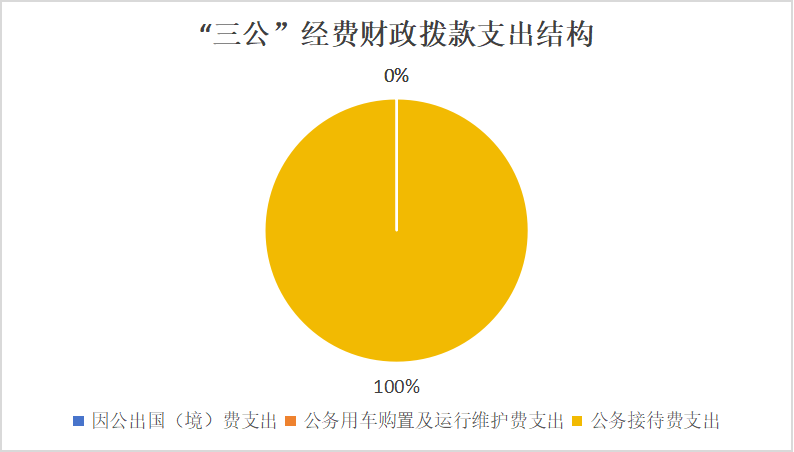 “三公”经费财政拨款支出结构
0%
100%
因公出国（境）费支出 公务用车购置及运行维护费支出 公务接待费支出